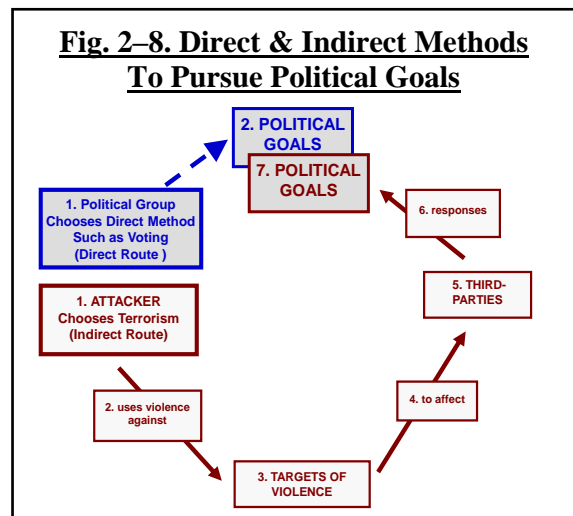 Fig. 2–8. Direct & Indirect Methods
To Pursue Political Goals
2. POLITICAL
GOALS
7. POLITICAL
GOALS
1. Political Group
Chooses Direct Method
Such as Voting
(Direct Route )
1. ATTACKER
Chooses Terrorism
(Indirect Route)
2. uses violence
against
3. TARGETS OF
VIOLENCE
4. to affect
5. THIRD-
PARTIES
6. responses